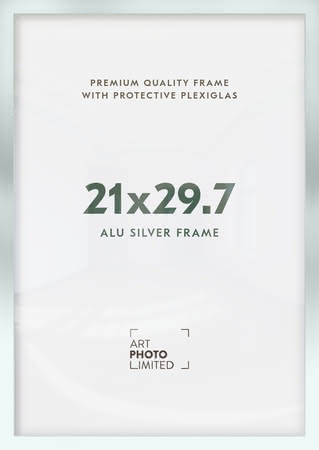 PREMIUM QUALITY FRAME
WITH PROTECTIVE PLEXIGLAS
21x29.7
ALU SILVER FRAME
ART
PHOTO
LIMITED